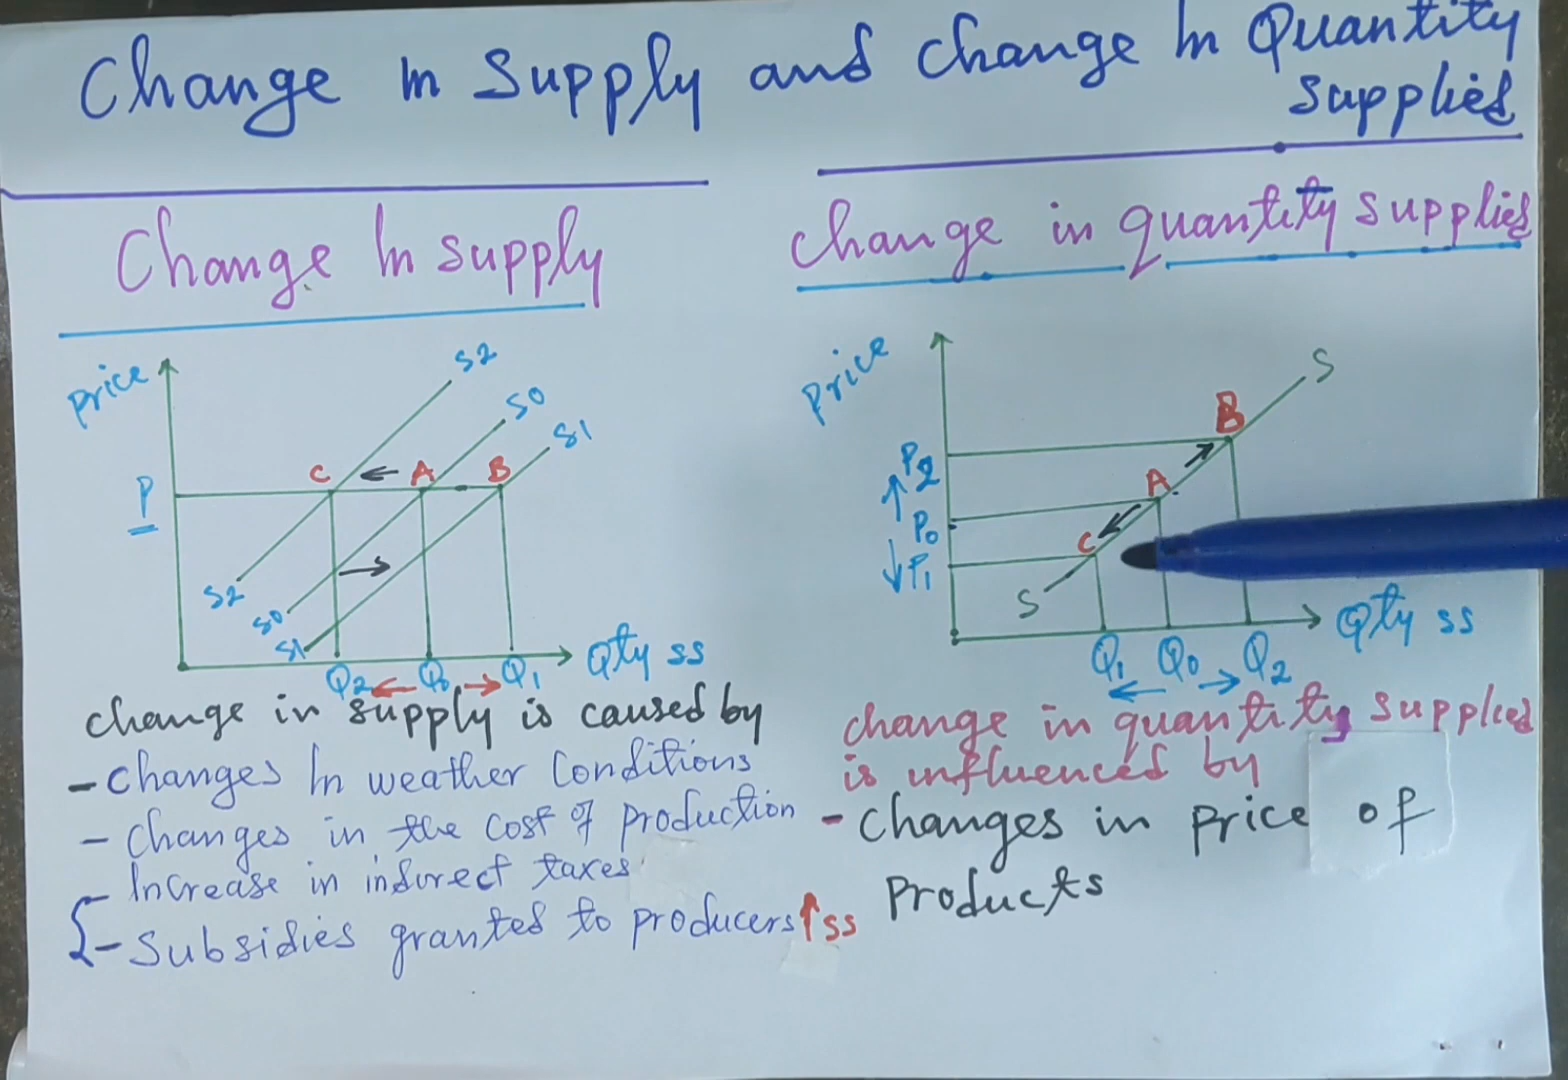 Change in Supply and change in Quantity
Supplied
Change In supply
Change in quantity supplied
Price
S2
S0
S1
C
A
B
P
S2
S0
S1
Q2
Q0
Q1
Qty ss
Price
S
B
P2
A
P0
C
P1
S
Qty ss
Q1
Q0
Q2
change in supply is caused by
- Changes In weather Conditions
- Changes in the Cost of production
- Increase in indirect taxes
- Subsidies granted to producers ↑ss
change in quantity supplied
is influenced by
- Changes in price of
Products